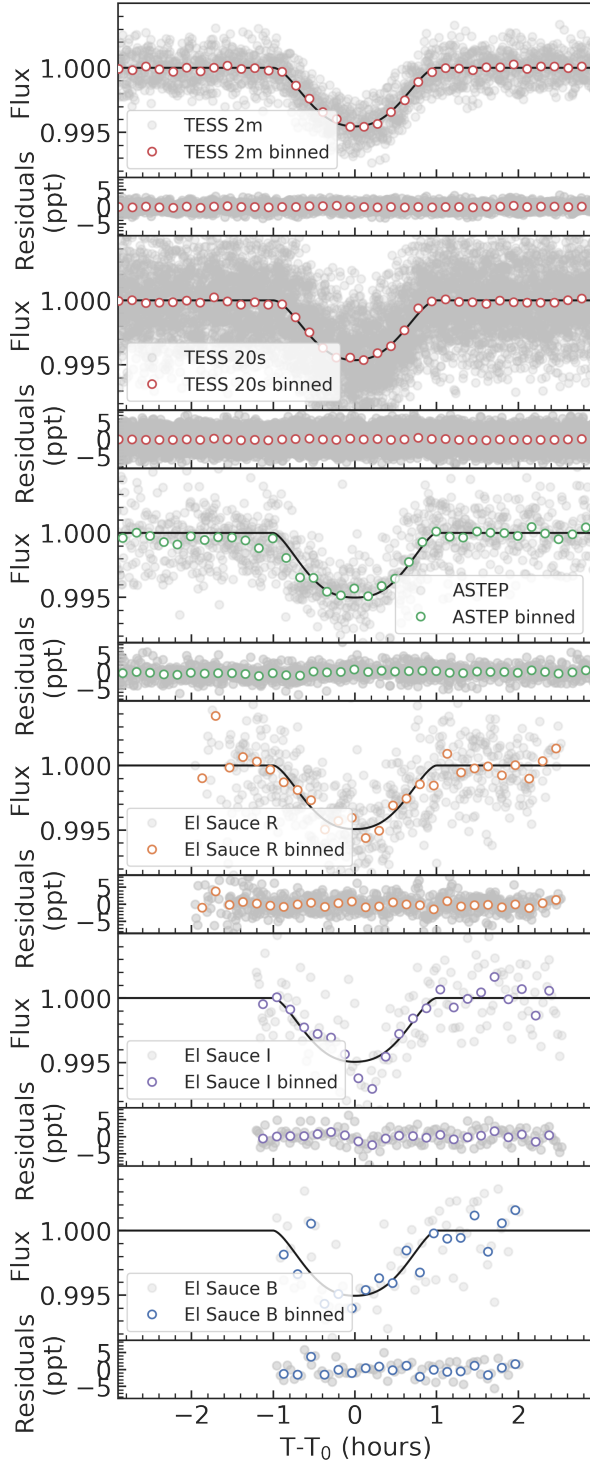 Flux
1.000
0.995
TESS 2m
TESS 2m binned
Residuals
(ppt)
0
−5
Flux
1.000
0.995
TESS 20s
TESS 20s binned
Residuals
(ppt)
5
0
−5
Flux
1.000
0.995
ASTEP
ASTEP binned
Residuals
(ppt)
5
0
−5
Flux
1.000
0.995
El Sauce R
El Sauce R binned
Residuals
(ppt)
5
0
−5
Flux
1.000
0.995
El Sauce I
El Sauce I binned
Residuals
(ppt)
5
0
−5
Flux
1.000
0.995
El Sauce B
El Sauce B binned
Residuals
(ppt)
5
0
−5
−2 −1 0 1 2
T-T₀ (hours)